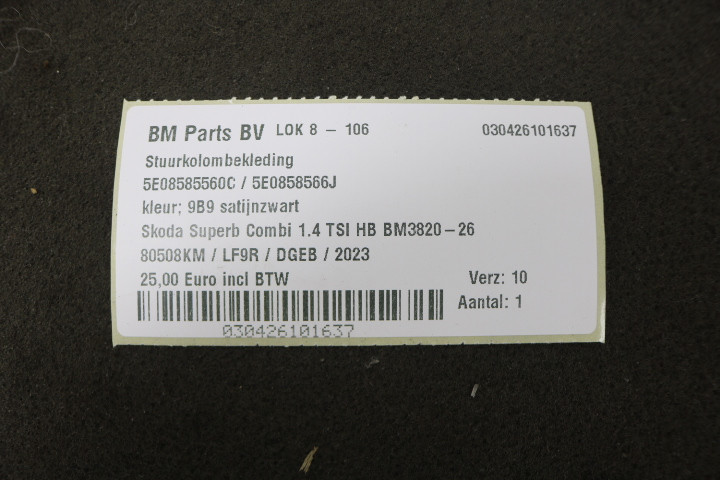 BM Parts BV LOK 8 - 106 030426101637
Stuurkolombekleding
5E08585560C / 5E0858566J
kleur; 9B9 satijnzwart
Skoda Superb Combi 1.4 TSI HB BM3820-26
80508KM / LF9R / DGEB / 2023
25,00 Euro incl BTW Verz: 10
Aantal: 1
030426101637